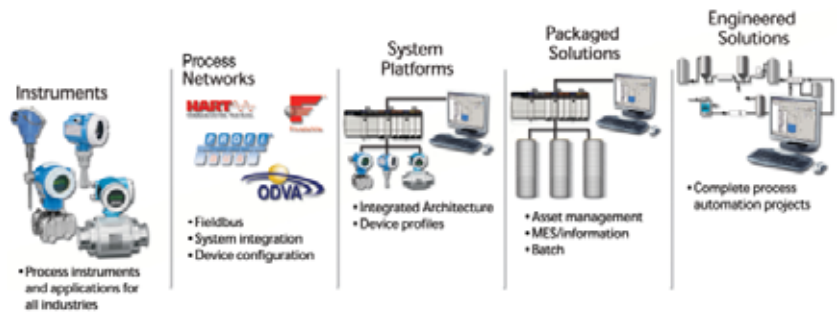 Instruments
• Process instruments
and applications for
all industries
Process
Networks
HART
ODVA
• Fieldbus
• System integration
• Device configuration
System
Platforms
• Integrated Architecture
• Device profiles
Packaged
Solutions
• Asset management
• MES/information
• Batch
Engineered
Solutions
• Complete process
automation projects